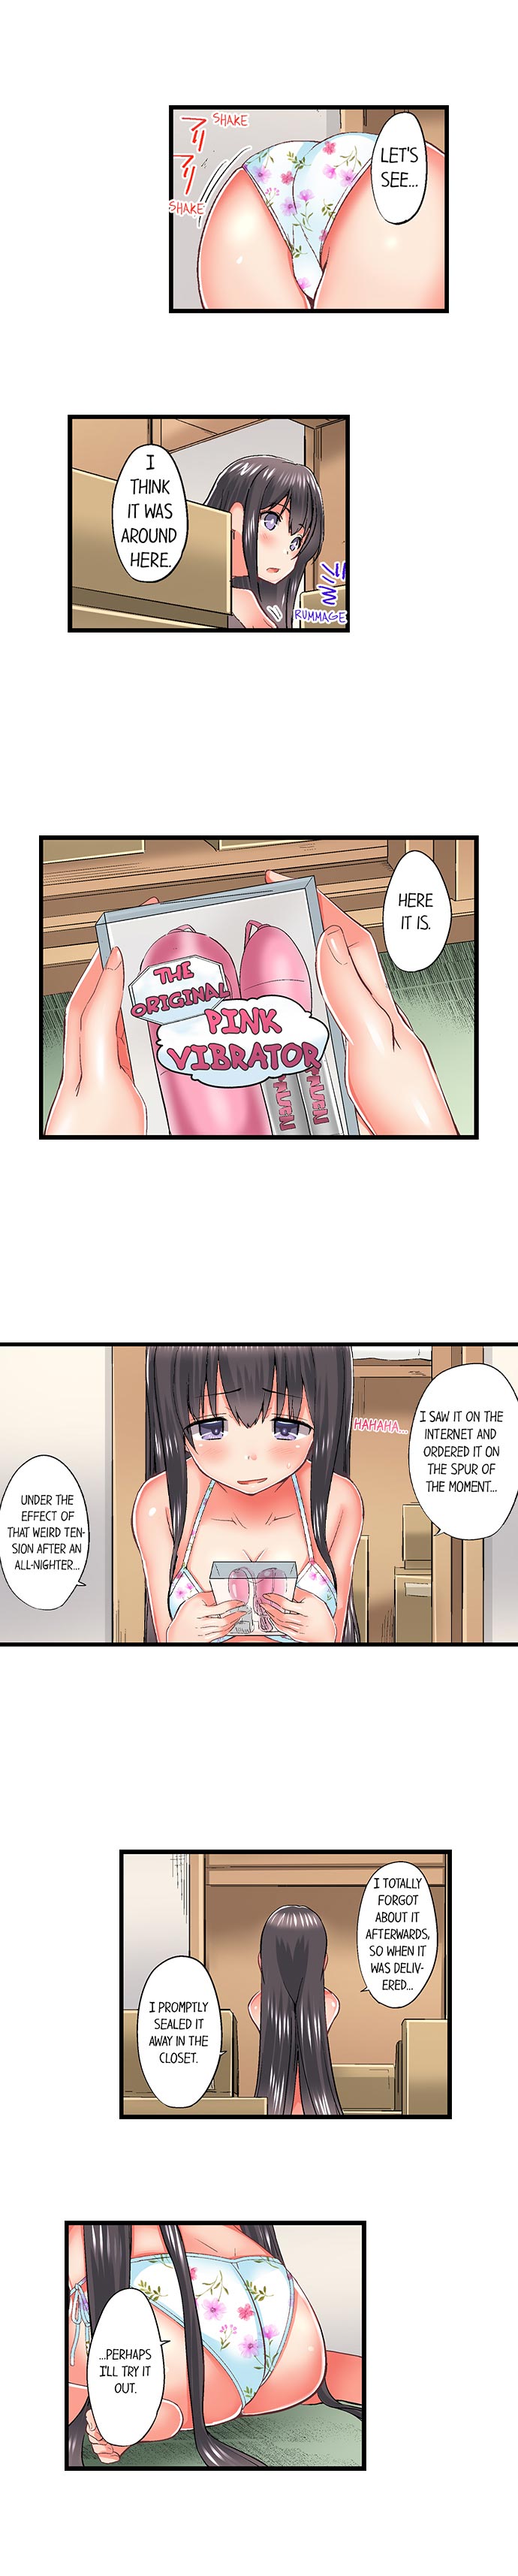 SHAKE
LET'S
SEE...
SHAKE
I
THINK
IT WAS
AROUND
HERE.
RUMMAGE
HERE
IT IS.
THE
ORIGINAL
PINK
VIBRATOR
HAHAHA...
I SAW IT ON THE
INTERNET AND
ORDERED IT ON
THE SPUR OF
THE MOMENT...
UNDER THE
EFFECT OF
THAT WEIRD TEN-
SION AFTER AN
ALL-NIGHTER...
I TOTALLY
FORGOT
ABOUT IT
AFTERWARDS,
SO WHEN IT
WAS DELIV-
ERED...
I PROMPTLY
SEALED IT
AWAY IN THE
CLOSET.
...PERHAPS
I'LL TRY IT
OUT.